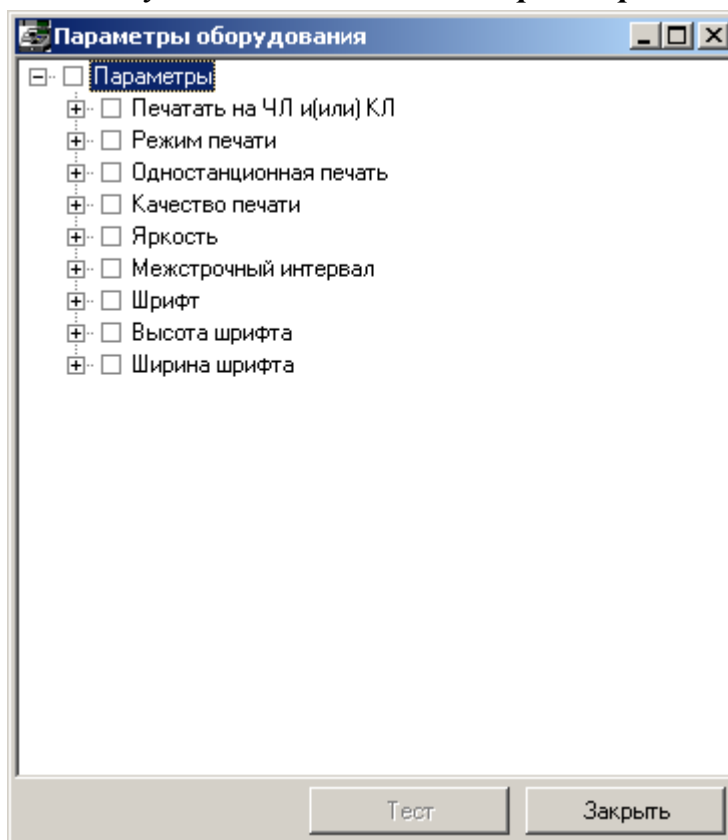 Параметры оборудования
Параметры
Печатать на ЧЛ и(или) КЛ
Режим печати
Одностанционная печать
Качество печати
Яркость
Межстрочный интервал
Шрифт
Высота шрифта
Ширина шрифта
Тест
Закрыть